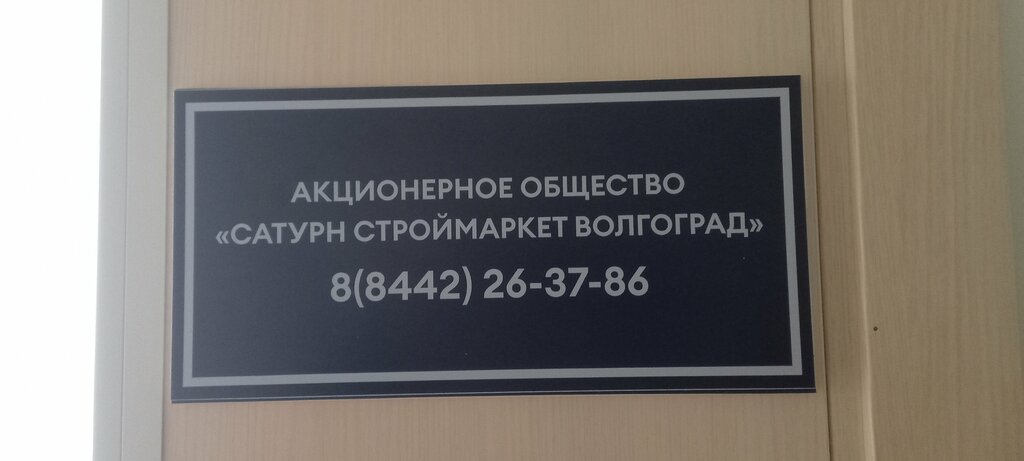 АКЦИОНЕРНОЕ ОБЩЕСТВО
«САТУРН СТРОЙМАРКЕТ ВОЛГОГРАД»
8(8442) 26-37-86